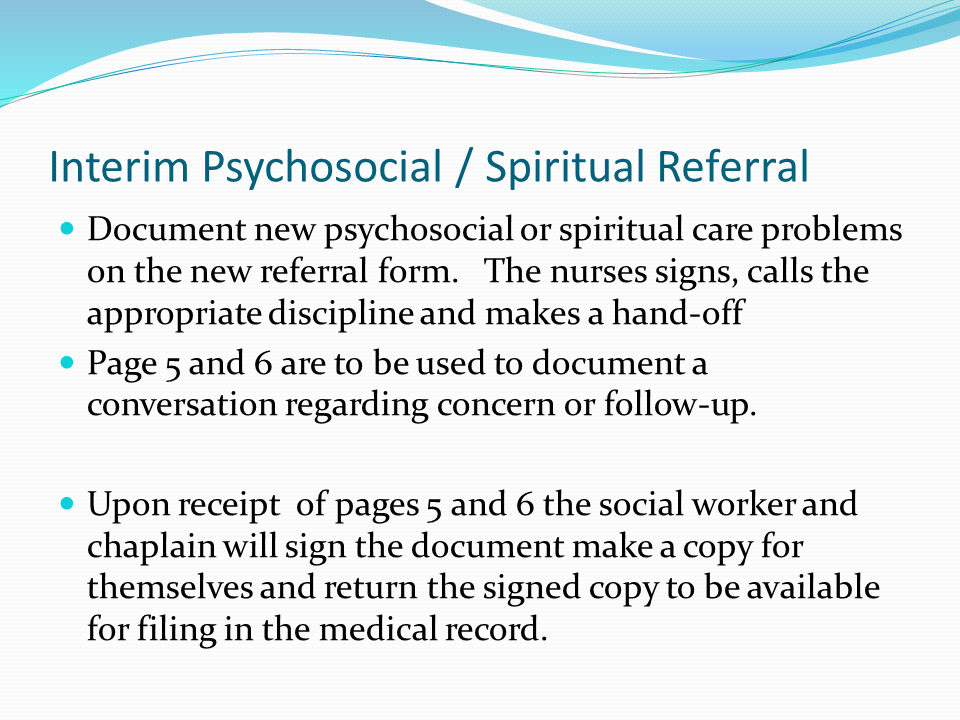 Interim Psychosocial / Spiritual Referral
Document new psychosocial or spiritual care problems
on the new referral form.   The nurses signs, calls the
appropriate discipline and makes a hand-off
Page 5 and 6 are to be used to document a
conversation regarding concern or follow-up.
Upon receipt  of pages 5 and 6 the social worker and
chaplain will sign the document make a copy for
themselves and return the signed copy to be available
for filing in the medical record.